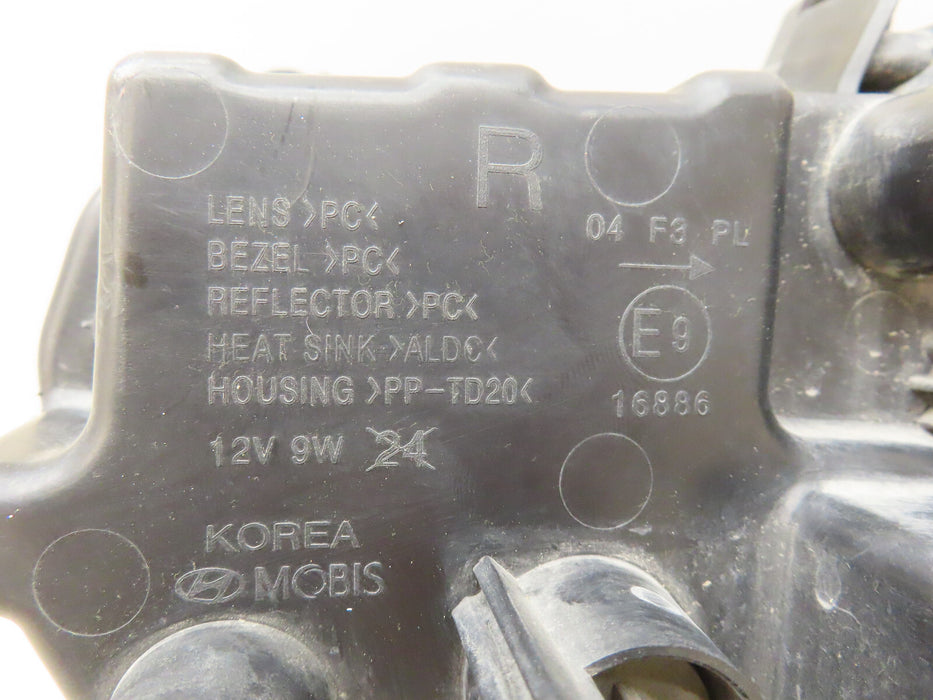 R
LENS >PC<
BEZEL >PC<
REFLECTOR >PC<
HEAT SINK >ALDC<
HOUSING >PP-TD20<
12V 9W 24
04 F3 PL
E9
16886
KOREA
MOBIS